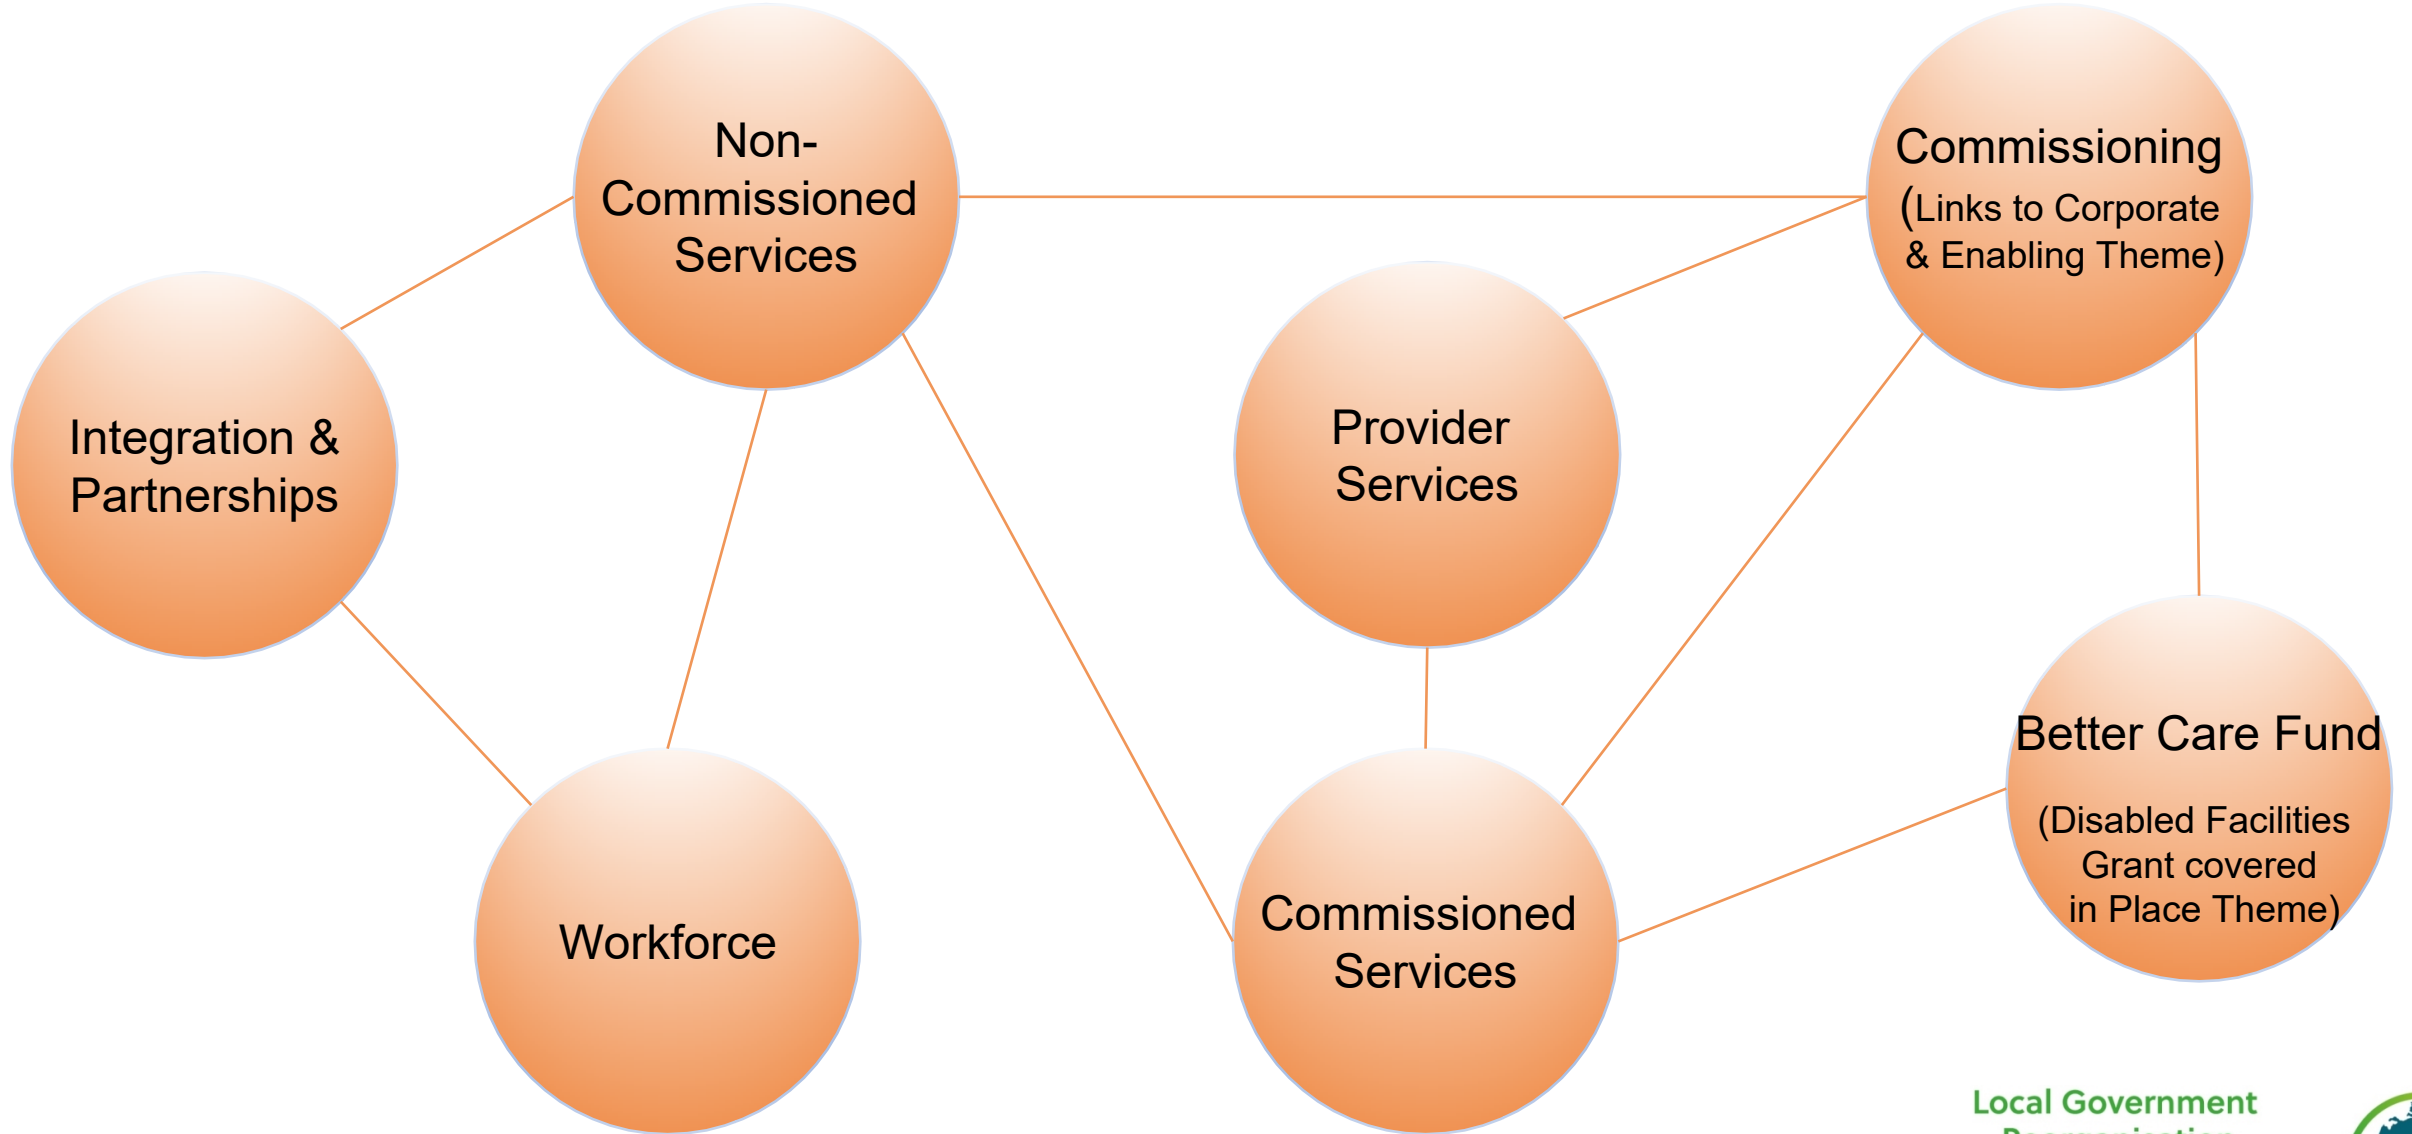 Non-
Commissioned
Services
Commissioning
(Links to Corporate
& Enabling Theme)
Integration &
Partnerships
Provider
Services
Better Care Fund
(Disabled Facilities
Grant covered
in Place Theme)
Workforce
Commissioned
Services
Local Government
Reorganisation